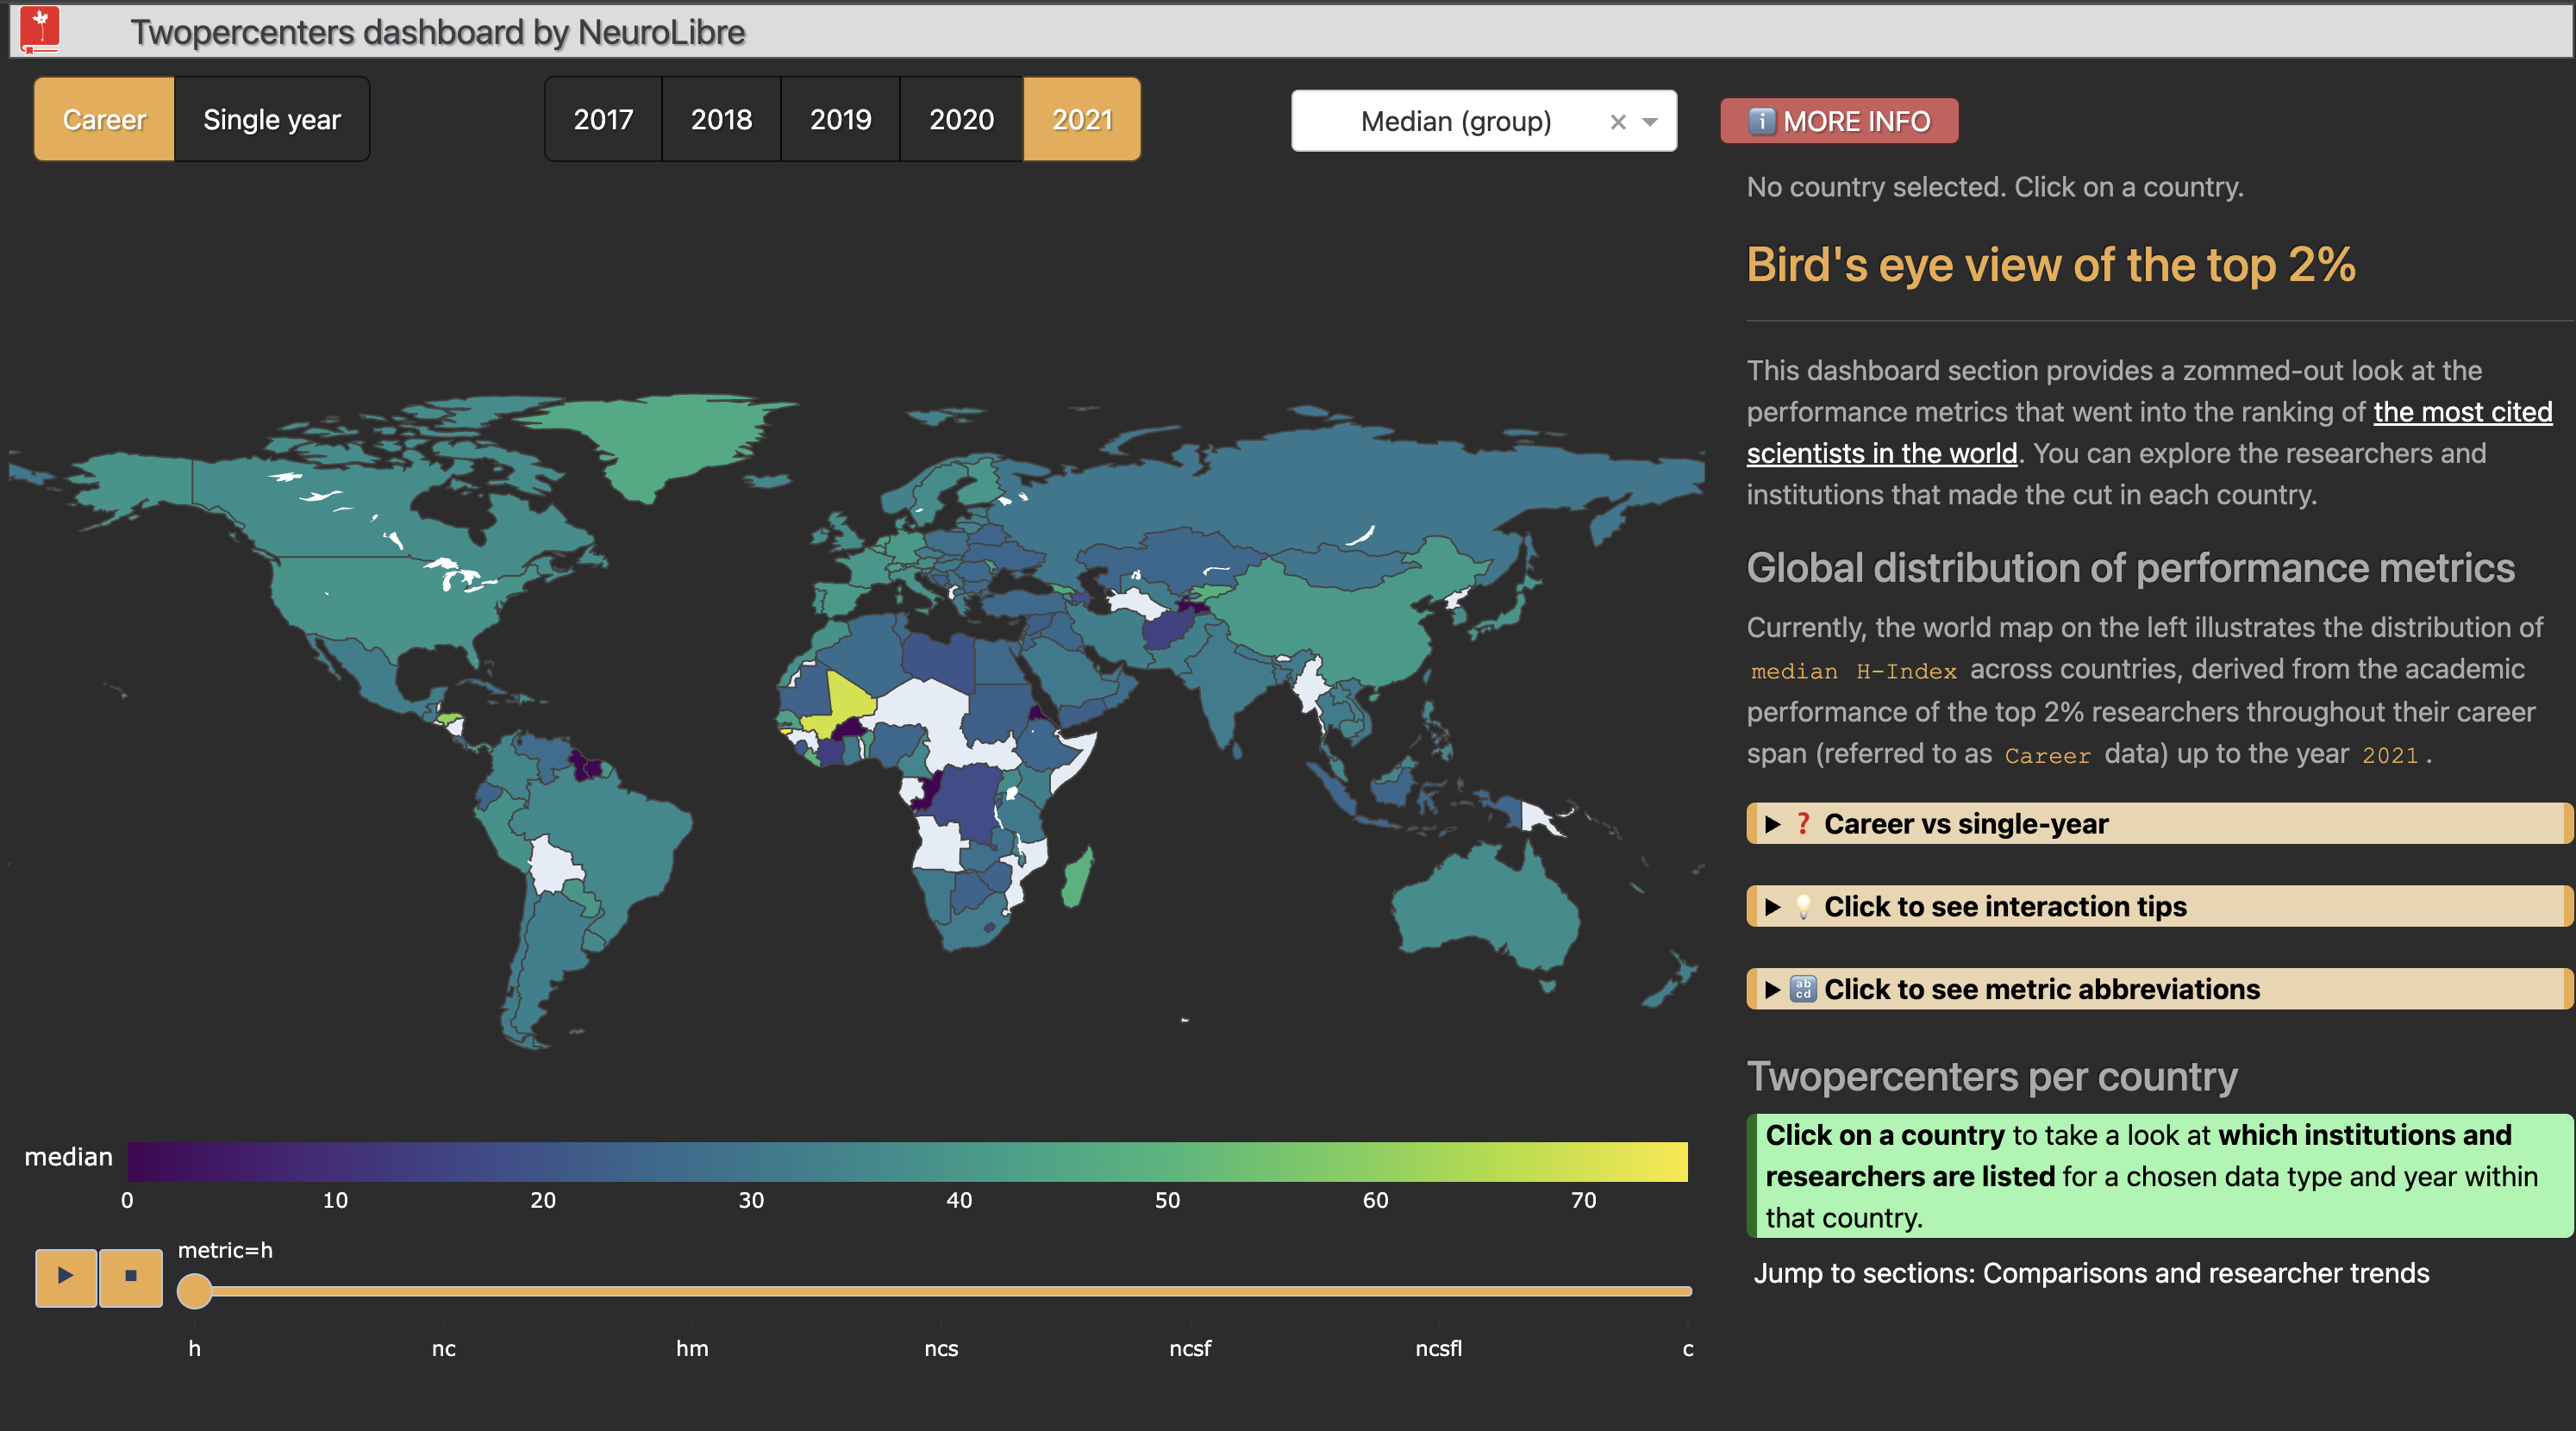 Twopercenters dashboard by NeuroLibre
Career
Single year
2017
2018
2019
2020
2021
Median (group)
MORE INFO
No country selected. Click on a country.
Bird's eye view of the top 2%
This dashboard section provides a zommed-out look at the
performance metrics that went into the ranking of the most cited
scientists in the world. You can explore the researchers and
institutions that made the cut in each country.
Global distribution of performance metrics
Currently, the world map on the left illustrates the distribution of
median H-Index across countries, derived from the academic
performance of the top 2% researchers throughout their career
span (referred to as Career data) up to the year 2021.
Career vs single-year
Click to see interaction tips
Click to see metric abbreviations
Twopercenters per country
Click on a country to take a look at which institutions and
researchers are listed for a chosen data type and year within
that country.
Jump to sections: Comparisons and researcher trends
median
0 10 20 30 40 50 60 70
metric=h
h nc hm ncs ncsf ncsfl c